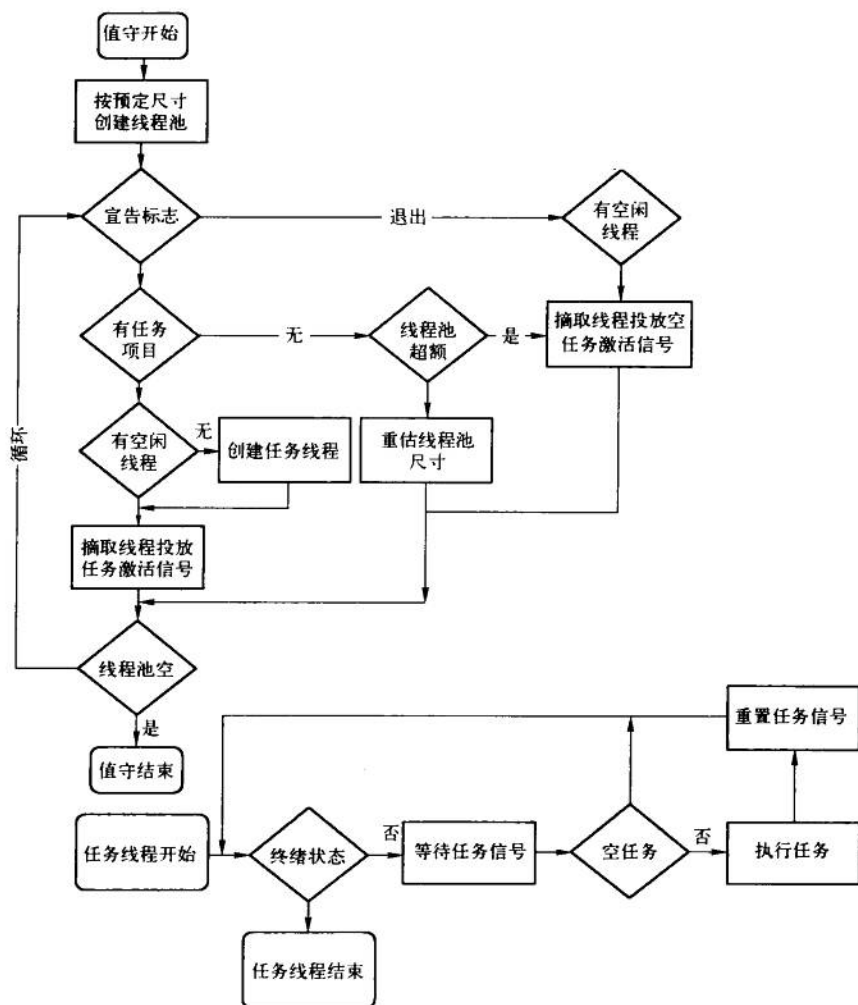 值守开始
按预定尺寸
创建线程池
宣告标志
退出
有空闲
线程
有任务
项目
无
线程池
超额
是
摘取线程投放空
任务激活信号
循环
有空闲
线程
无
创建任务线程
重估线程池
尺寸
摘取线程投放
任务激活信号
线程池空
是
值守结束
重置任务信号
任务线程开始
终绪状态
否
等待任务信号
空任务
否
执行任务
任务线程结束